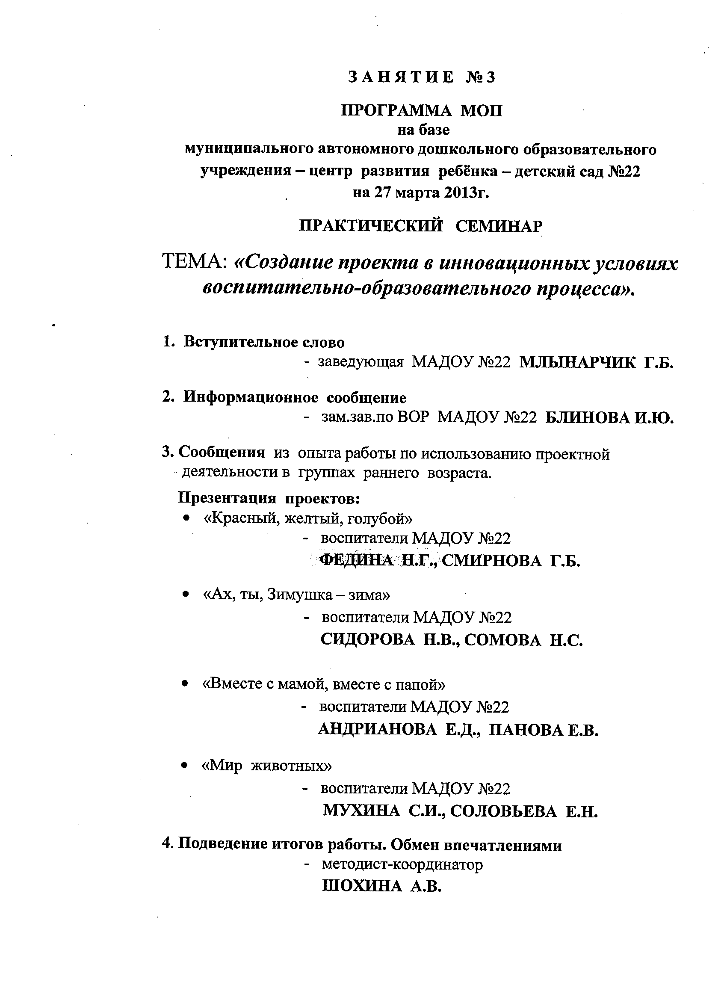 ЗАНЯТИЕ №3
ПРОГРАММА МОП
на базе
муниципального автономного дошкольного образовательного
учреждения – центр развития ребёнка – детский сад №22
на 27 марта 2013г.
ПРАКТИЧЕСКИЙ СЕМИНАР
ТЕМА: «Создание проекта в инновационных условиях
воспитательно-образовательного процесса».
1. Вступительное слово
- заведующая МАДОУ №22 МЛЫНАРЧИК Г.Б.
2. Информационное сообщение
- зам.зав.по ВОР МАДОУ №22 БЛИНОВА И.Ю.
3. Сообщения из опыта работы по использованию проектной
деятельности в группах раннего возраста.
Презентация проектов:
• «Красный, желтый, голубой»
- воспитатели МАДОУ №22
ФЕДИНА Н.Г., СМИРНОВА Г.Б.
• «Ах, ты, Зимушка – зима»
- воспитатели МАДОУ №22
СИДОРОВА Н.В., СОМОВА Н.С.
• «Вместе с мамой, вместе с папой»
- воспитатели МАДОУ №22
АНДРИАНОВА Е.Д., ПАНОВА Е.В.
• «Мир животных»
- воспитатели МАДОУ №22
МУХИНА С.И., СОЛОВЬЕВА Е.Н.
4. Подведение итогов работы. Обмен впечатлениями
- методист-координатор
ШОХИНА А.В.